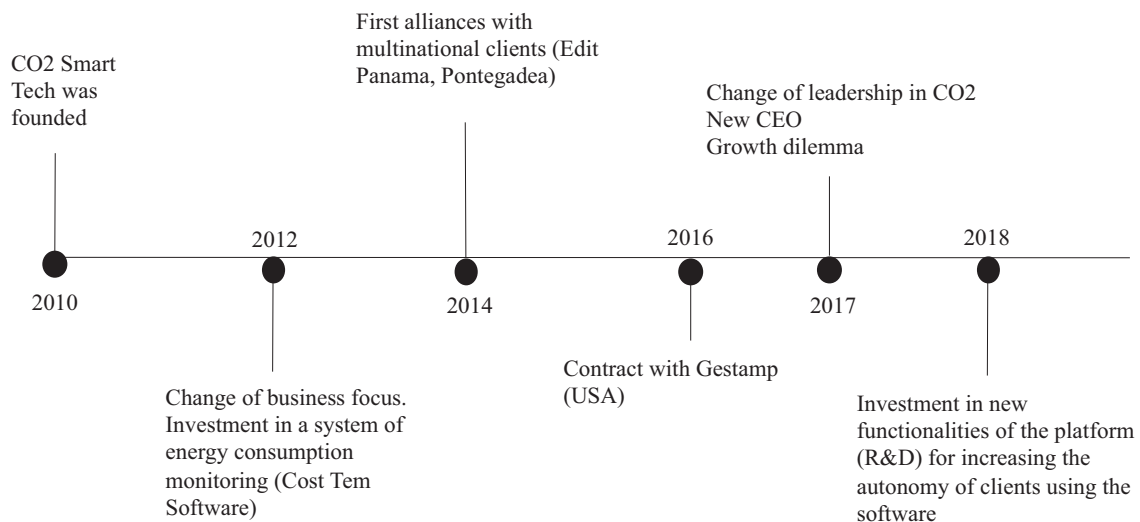 First alliances with
multinational clients (Edit
Panama, Pontegadea)
CO2 Smart
Tech was
founded
Change of leadership in CO2
New CEO
Growth dilemma
2012
2016
2018
2010
2014
2017
Contract with Gestamp
(USA)
Change of business focus.
Investment in a system of
energy consumption
monitoring (Cost Tem
Software)
Investment in new
functionalities of the platform
(R&D) for increasing the
autonomy of clients using the
software